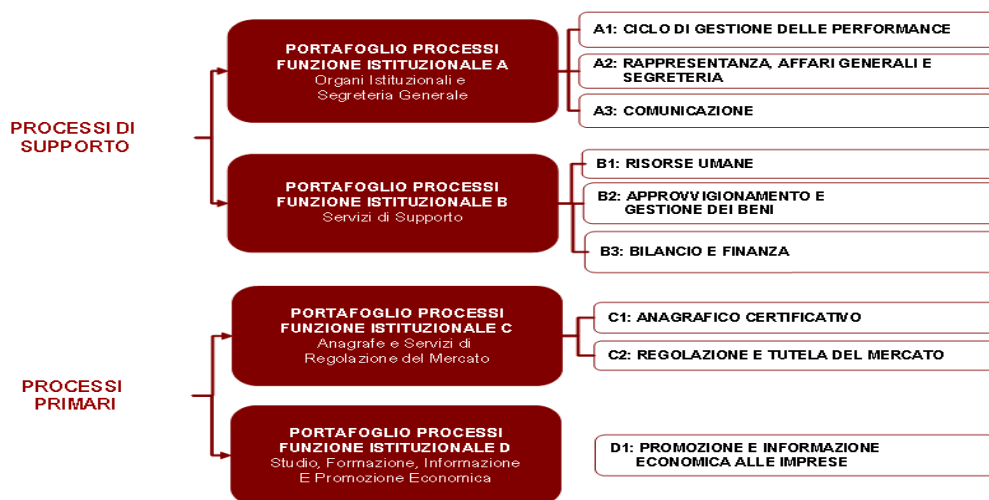 PROCESSI DI
SUPPORTO
PORTAFOGLIO PROCESSI
FUNZIONE ISTITUZIONALE A
Organi Istituzionali e
Segreteria Generale
A1: CICLO DI GESTIONE DELLE PERFORMANCE
A2: RAPPRESENTANZA, AFFARI GENERALI E
SEGRETERIA
A3: COMUNICAZIONE
PORTAFOGLIO PROCESSI
FUNZIONE ISTITUZIONALE B
Servizi di Supporto
B1: RISORSE UMANE
B2: APPROVVIGIONAMENTO E
GESTIONE DEI BENI
B3: BILANCIO E FINANZA
PROCESSI
PRIMARI
PORTAFOGLIO PROCESSI
FUNZIONE ISTITUZIONALE C
Anagrafe e Servizi di
Regolazione del Mercato
C1: ANAGRAFICO CERTIFICATIVO
C2: REGOLAZIONE E TUTELA DEL MERCATO
PORTAFOGLIO PROCESSI
FUNZIONE ISTITUZIONALE D
Studio, Formazione, Informazione
E Promozione Economica
D1: PROMOZIONE E INFORMAZIONE
ECONOMICA ALLE IMPRESE